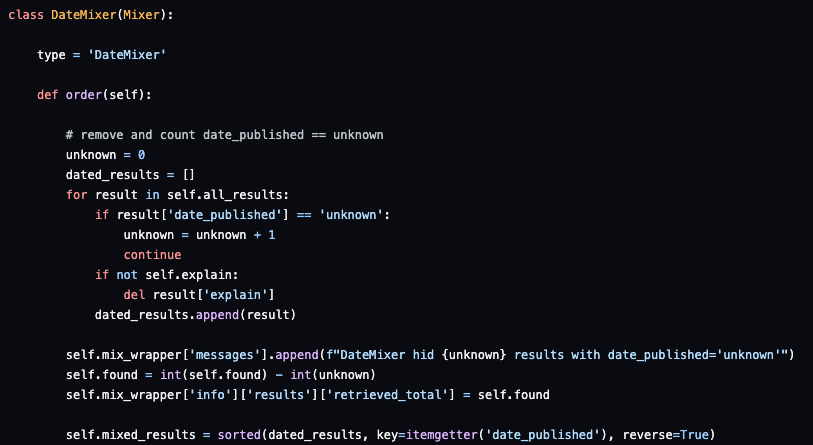 class DateMixer(Mixer):
    type = 'DateMixer'
    def order(self):
        # remove and count date_published == unknown
        unknown = 0
        dated_results = []
        for result in self.all_results:
            if result['date_published'] == 'unknown':
                unknown = unknown + 1
                continue
            if not self.explain:
                del result['explain']
            dated_results.append(result)
        self.mix_wrapper['messages'].append(f"DateMixer hid {unknown} results with date_published='unknown'")
        self.found = int(self.found) - int(unknown)
        self.mix_wrapper['info']['results']['retrieved_total'] = self.found
        self.mixed_results = sorted(dated_results, key=itemgetter('date_published'), reverse=True)